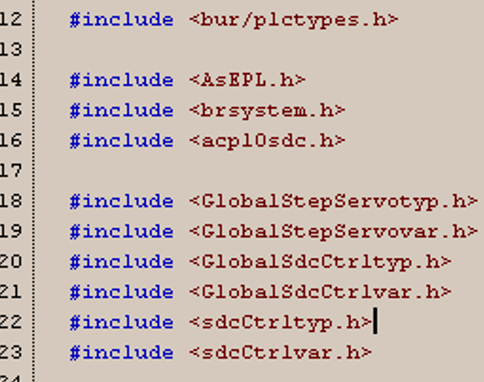 12 #include <bur/plctypes.h>
13
14 #include <AsEPL.h>
15 #include <brsystem.h>
16 #include <acp10sdc.h>
17
18 #include <GlobalStepServotyp.h>
19 #include <GlobalStepServovar.h>
20 #include <GlobalSdcCtrltyp.h>
21 #include <GlobalSdcCtrlvar.h>
22 #include <sdcCtrltyp.h>
23 #include <sdcCtrlvar.h>
24